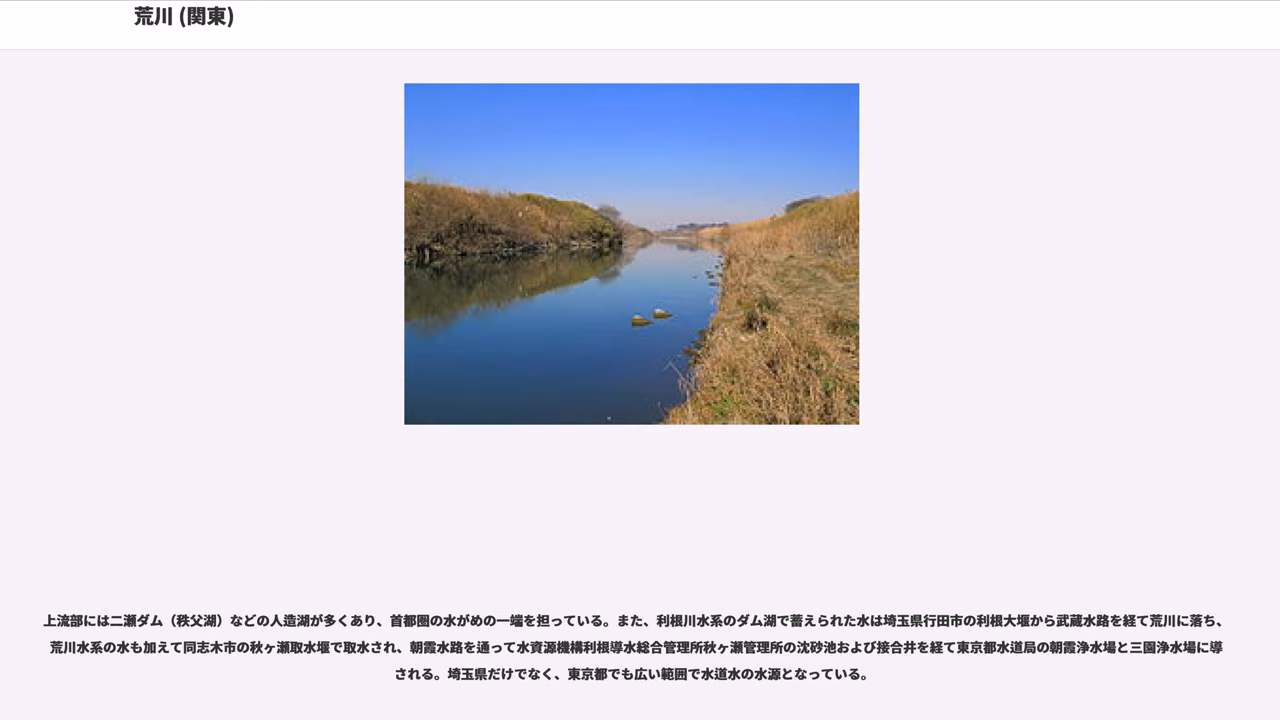 荒川 (関東)
上流部には二瀬ダム（秩父湖）などの人造湖が多くあり、首都圏の水がめの一端を担っている。また、利根川水系のダム湖で蓄えられた水は埼玉県行田市の利根大堰から武蔵水路を経て荒川に落ち、
荒川水系の水も加えて同志木市の秋ヶ瀬取水堰で取水され、朝霞水路を通って水資源機構利根導水総合管理所秋ヶ瀬管理所の沈砂池および接合井を経て東京都水道局の朝霞浄水場と三園浄水場に導
される。埼玉県だけでなく、東京都でも広い範囲で水道水の水源となっている。